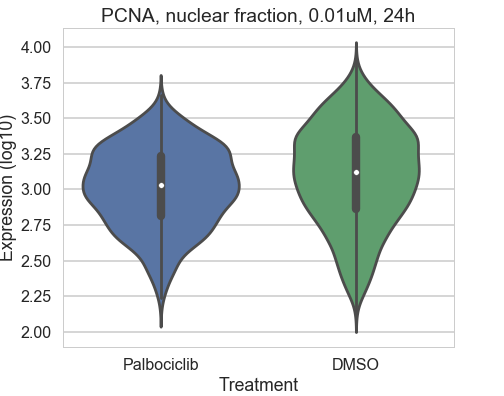 PCNA, nuclear fraction, 0.01uM, 24h
4.00
3.75
3.50
3.25
3.00
2.75
2.50
2.25
2.00
Expression (log10)
Palbociclib
DMSO
Treatment